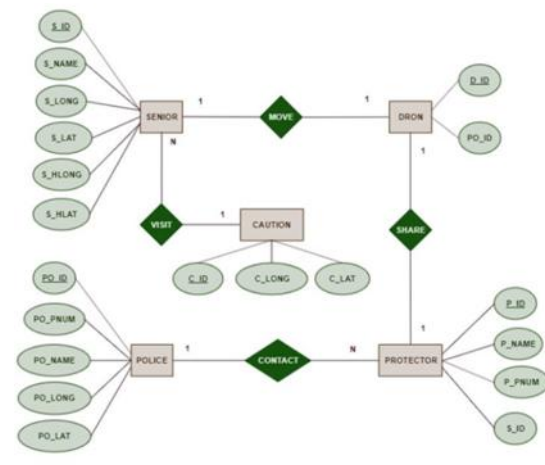 S_ID
S_NAME
S_LONG
S_LAT
S_HLONG
S_HLAT
SENIOR
1
MOVE
1
DRON
D_ID
PO_ID
N
1
VISIT
1
CAUTION
SHARE
C_ID
C_LONG
C_LAT
PO_ID
PO_PNUM
PO_NAME
PO_LONG
PO_LAT
POLICE
1
CONTACT
N
1
PROTECTOR
P_ID
P_NAME
P_PNUM
S_ID